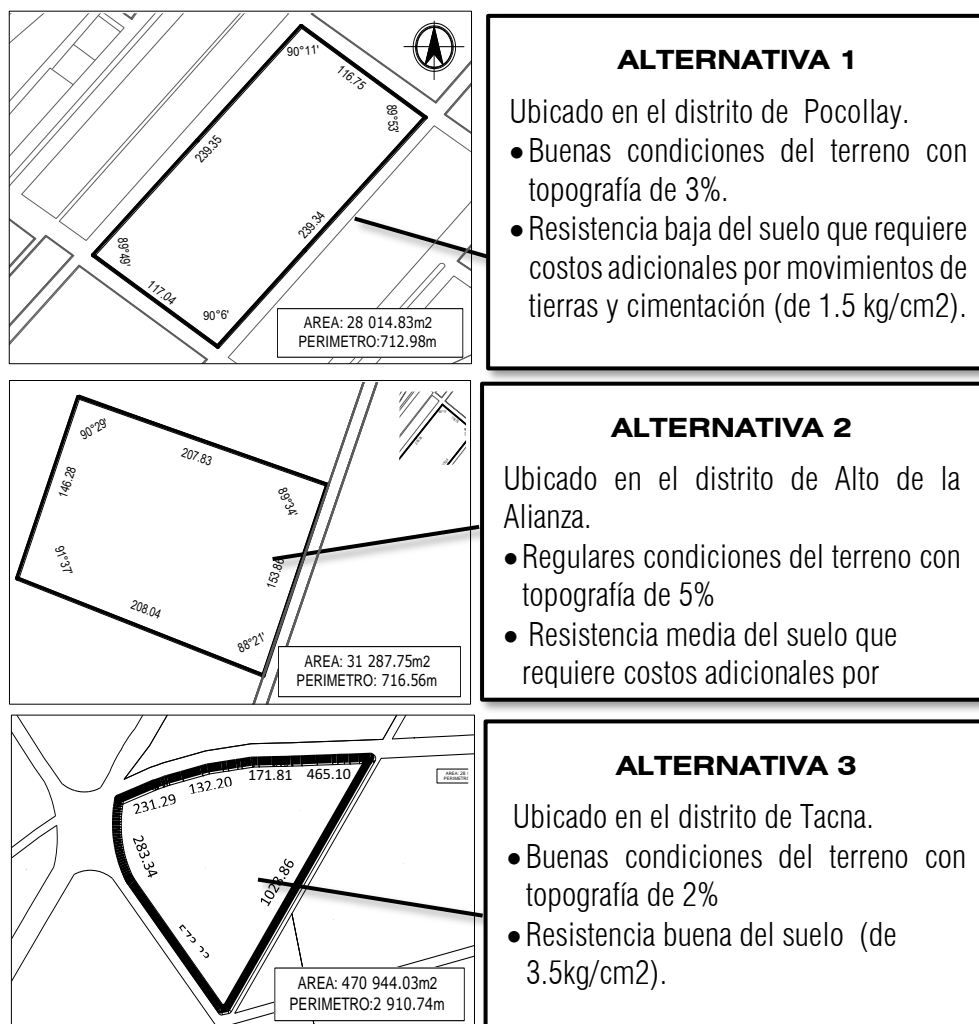 90°11'
116.75
89°53'
239.35
239.34
89°49'
117.04
90°6'
AREA: 28 014.83m2
PERIMETRO:712.98m
ALTERNATIVA 1
Ubicado en el distrito de Pocollay.
•Buenas condiciones del terreno con
topografía de 3%.
•Resistencia baja del suelo que requiere
costos adicionales por movimientos de
tierras y cimentación (de 1.5 kg/cm2).
90°29'
207.83
146.28
89°34'
91°37'
153.86
208.04
88°21'
AREA: 31 287.75m2
PERIMETRO: 716.56m
ALTERNATIVA 2
Ubicado en el distrito de Alto de la
Alianza.
•Regulares condiciones del terreno con
topografía de 5%
• Resistencia media del suelo que
requiere costos adicionales por
231.29
132.20
171.81
465.10
283.34
AREA: 470 944.03m2
PERIMETRO:2 910.74m
ALTERNATIVA 3
Ubicado en el distrito de Tacna.
•Buenas condiciones del terreno con
topografía de 2%
•Resistencia buena del suelo (de
3.5kg/cm2).